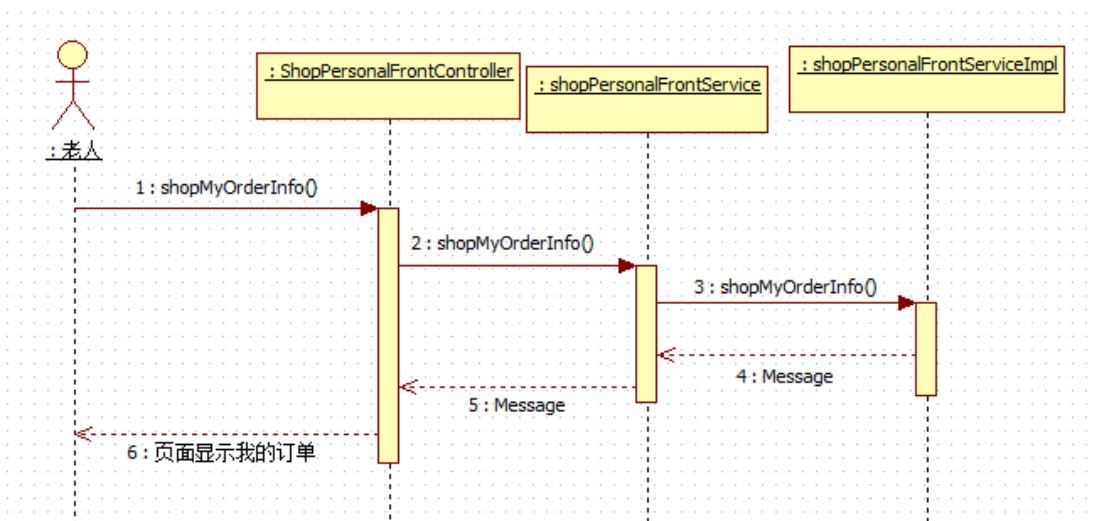 : ShopPersonalFrontController
: shopPersonalFrontService
: shopPersonalFrontServiceImpl
: 老人
1 : shopMyOrderInfo()
2 : shopMyOrderInfo()
3 : shopMyOrderInfo()
4 : Message
5 : Message
6 : 页面显示我的订单